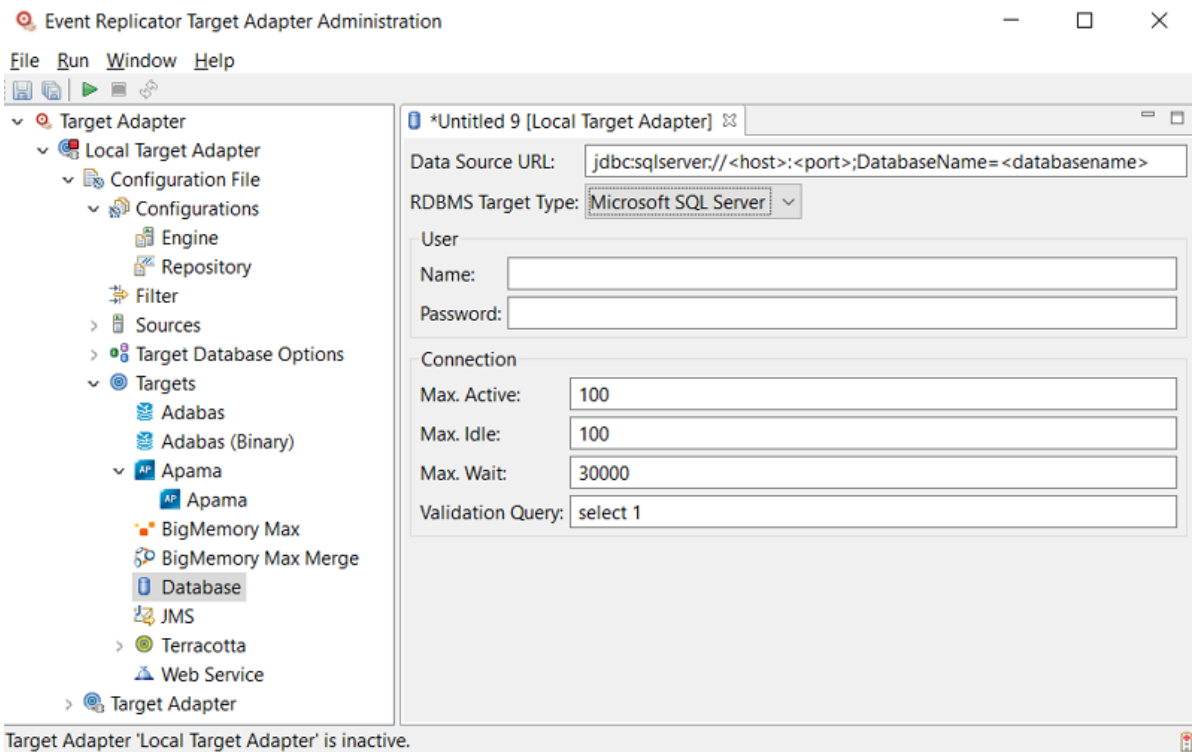 Event Replicator Target Adapter Administration
File Run Window Help
Target Adapter
Local Target Adapter
Configuration File
Configurations
Engine
Repository
Filter
Sources
Target Database Options
Targets
Adabas
Adabas (Binary)
AP Apama
AP Apama
BigMemory Max
BigMemory Max Merge
Database
JMS
Terracotta
Web Service
Target Adapter
*Untitled 9 [Local Target Adapter]
Data Source URL: jdbc:sqlserver://<host>:<port>;DatabaseName=<databasename>
RDBMS Target Type: Microsoft SQL Server
User
Name:
Password:
Connection
Max. Active: 100
Max. Idle: 100
Max. Wait: 30000
Validation Query: select 1
Target Adapter 'Local Target Adapter' is inactive.